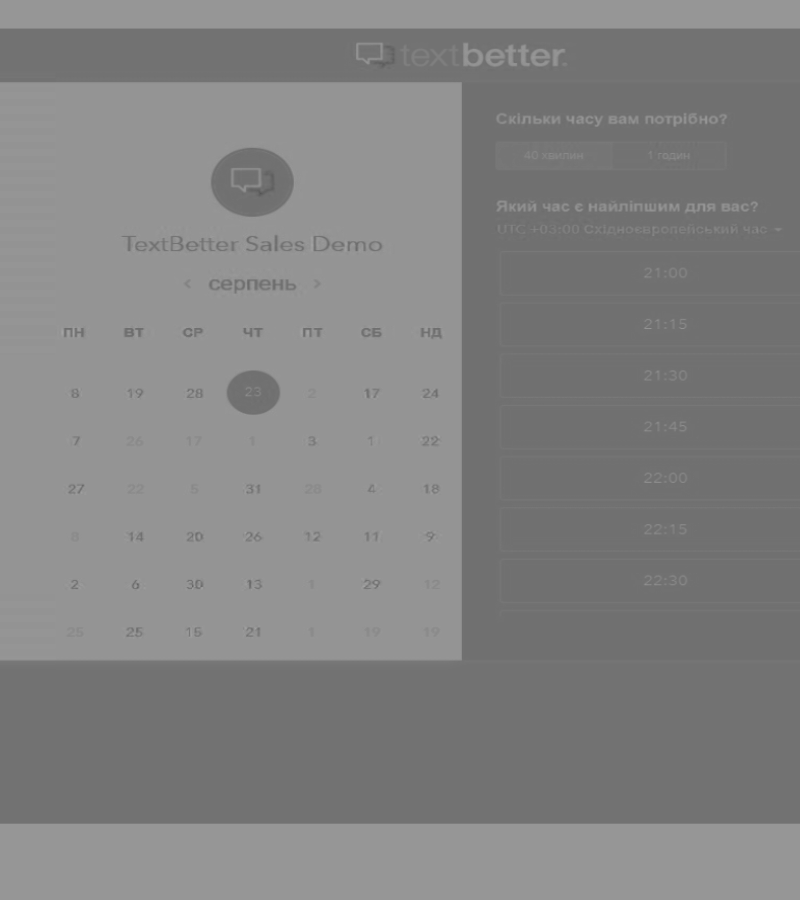 textbetter.
TextBetter Sales Demo
‹ серпень ›
ПН ВТ СР ЧТ ПТ СБ НД
8 19 28 23 2 17 24
7 26 17 1 3 1 22
27 22 5 31 28 4 18
8 14 20 26 12 11 9
2 6 30 13 1 29 12
25 25 15 21 1 19 19
Скільки часу вам потрібно?
40 хвилин 1 годин
Який час є найліпшим для вас?
UTC +03:00 Східноєвропейський час
21:00
21:15
21:30
21:45
22:00
22:15
22:30